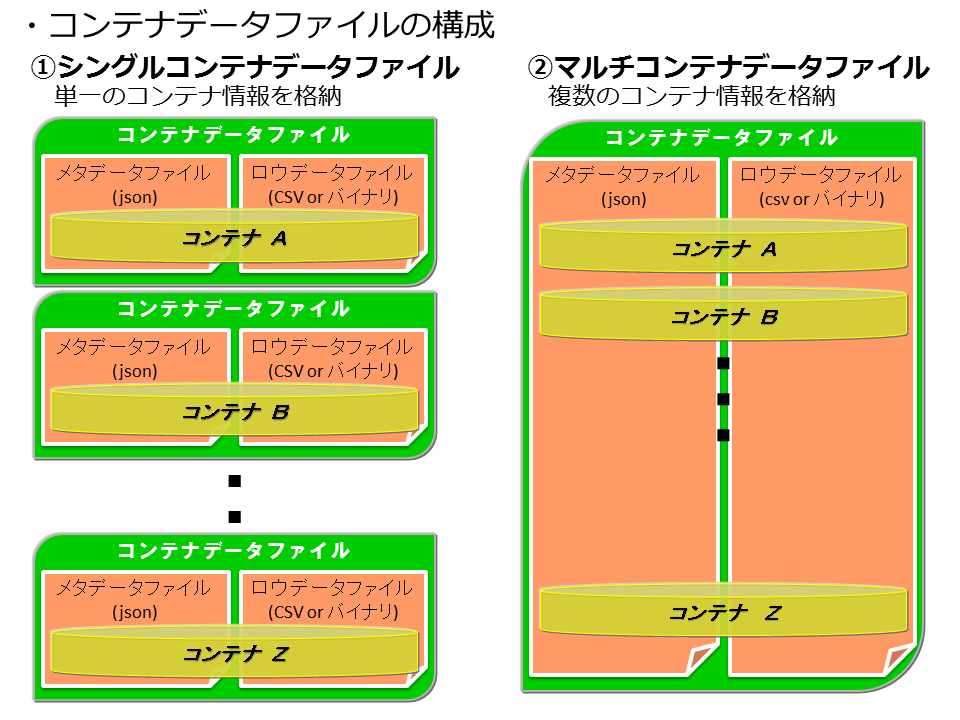 ・コンテナデータファイルの構成
①シングルコンテナデータファイル
単一のコンテナ情報を格納
コンテナデータファイル
メタデータファイル
(json)
ロウデータファイル
(CSV or バイナリ)
コンテナ A
コンテナデータファイル
メタデータファイル
(json)
ロウデータファイル
(CSV or バイナリ)
コンテナ B
コンテナデータファイル
メタデータファイル
(json)
ロウデータファイル
(CSV or バイナリ)
コンテナ Z
②マルチコンテナデータファイル
複数のコンテナ情報を格納
コンテナデータファイル
メタデータファイル
(json)
ロウデータファイル
(csv or バイナリ)
コンテナ A
コンテナ B
コンテナ Z